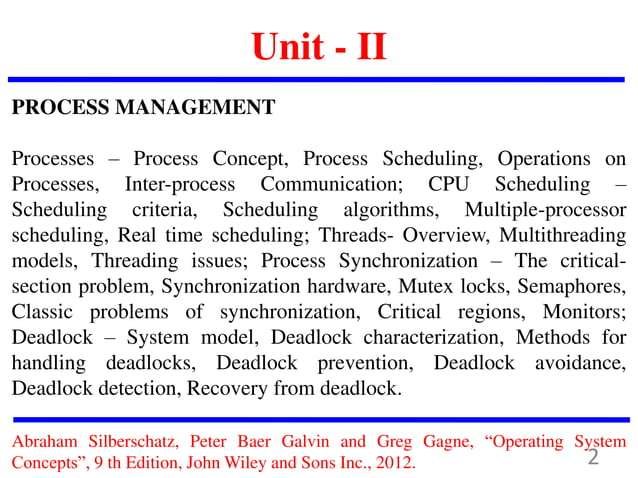 Unit - II
PROCESS MANAGEMENT
Processes – Process Concept, Process Scheduling, Operations on
Processes, Inter-process Communication; CPU Scheduling –
Scheduling criteria, Scheduling algorithms, Multiple-processor
scheduling, Real time scheduling; Threads- Overview, Multithreading
models, Threading issues; Process Synchronization – The critical-
section problem, Synchronization hardware, Mutex locks, Semaphores,
Classic problems of synchronization, Critical regions, Monitors;
Deadlock – System model, Deadlock characterization, Methods for
handling deadlocks, Deadlock prevention, Deadlock avoidance,
Deadlock detection, Recovery from deadlock.
Abraham Silberschatz, Peter Baer Galvin and Greg Gagne, “Operating System
Concepts”, 9 th Edition, John Wiley and Sons Inc., 2012.
2